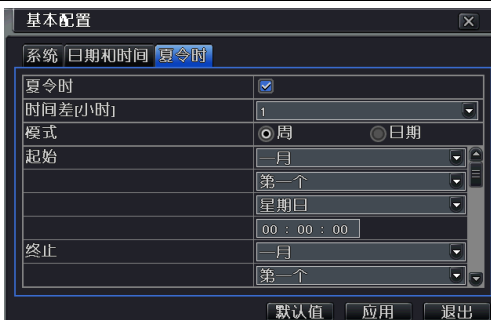 基本配置
系统 日期和时间 夏令时
夏令时
时间差[小时] 1
模式 周 日期
起始 一月
第一个
星期日
00 : 00 : 00
终止 一月
第一个
默认值 应用 退出